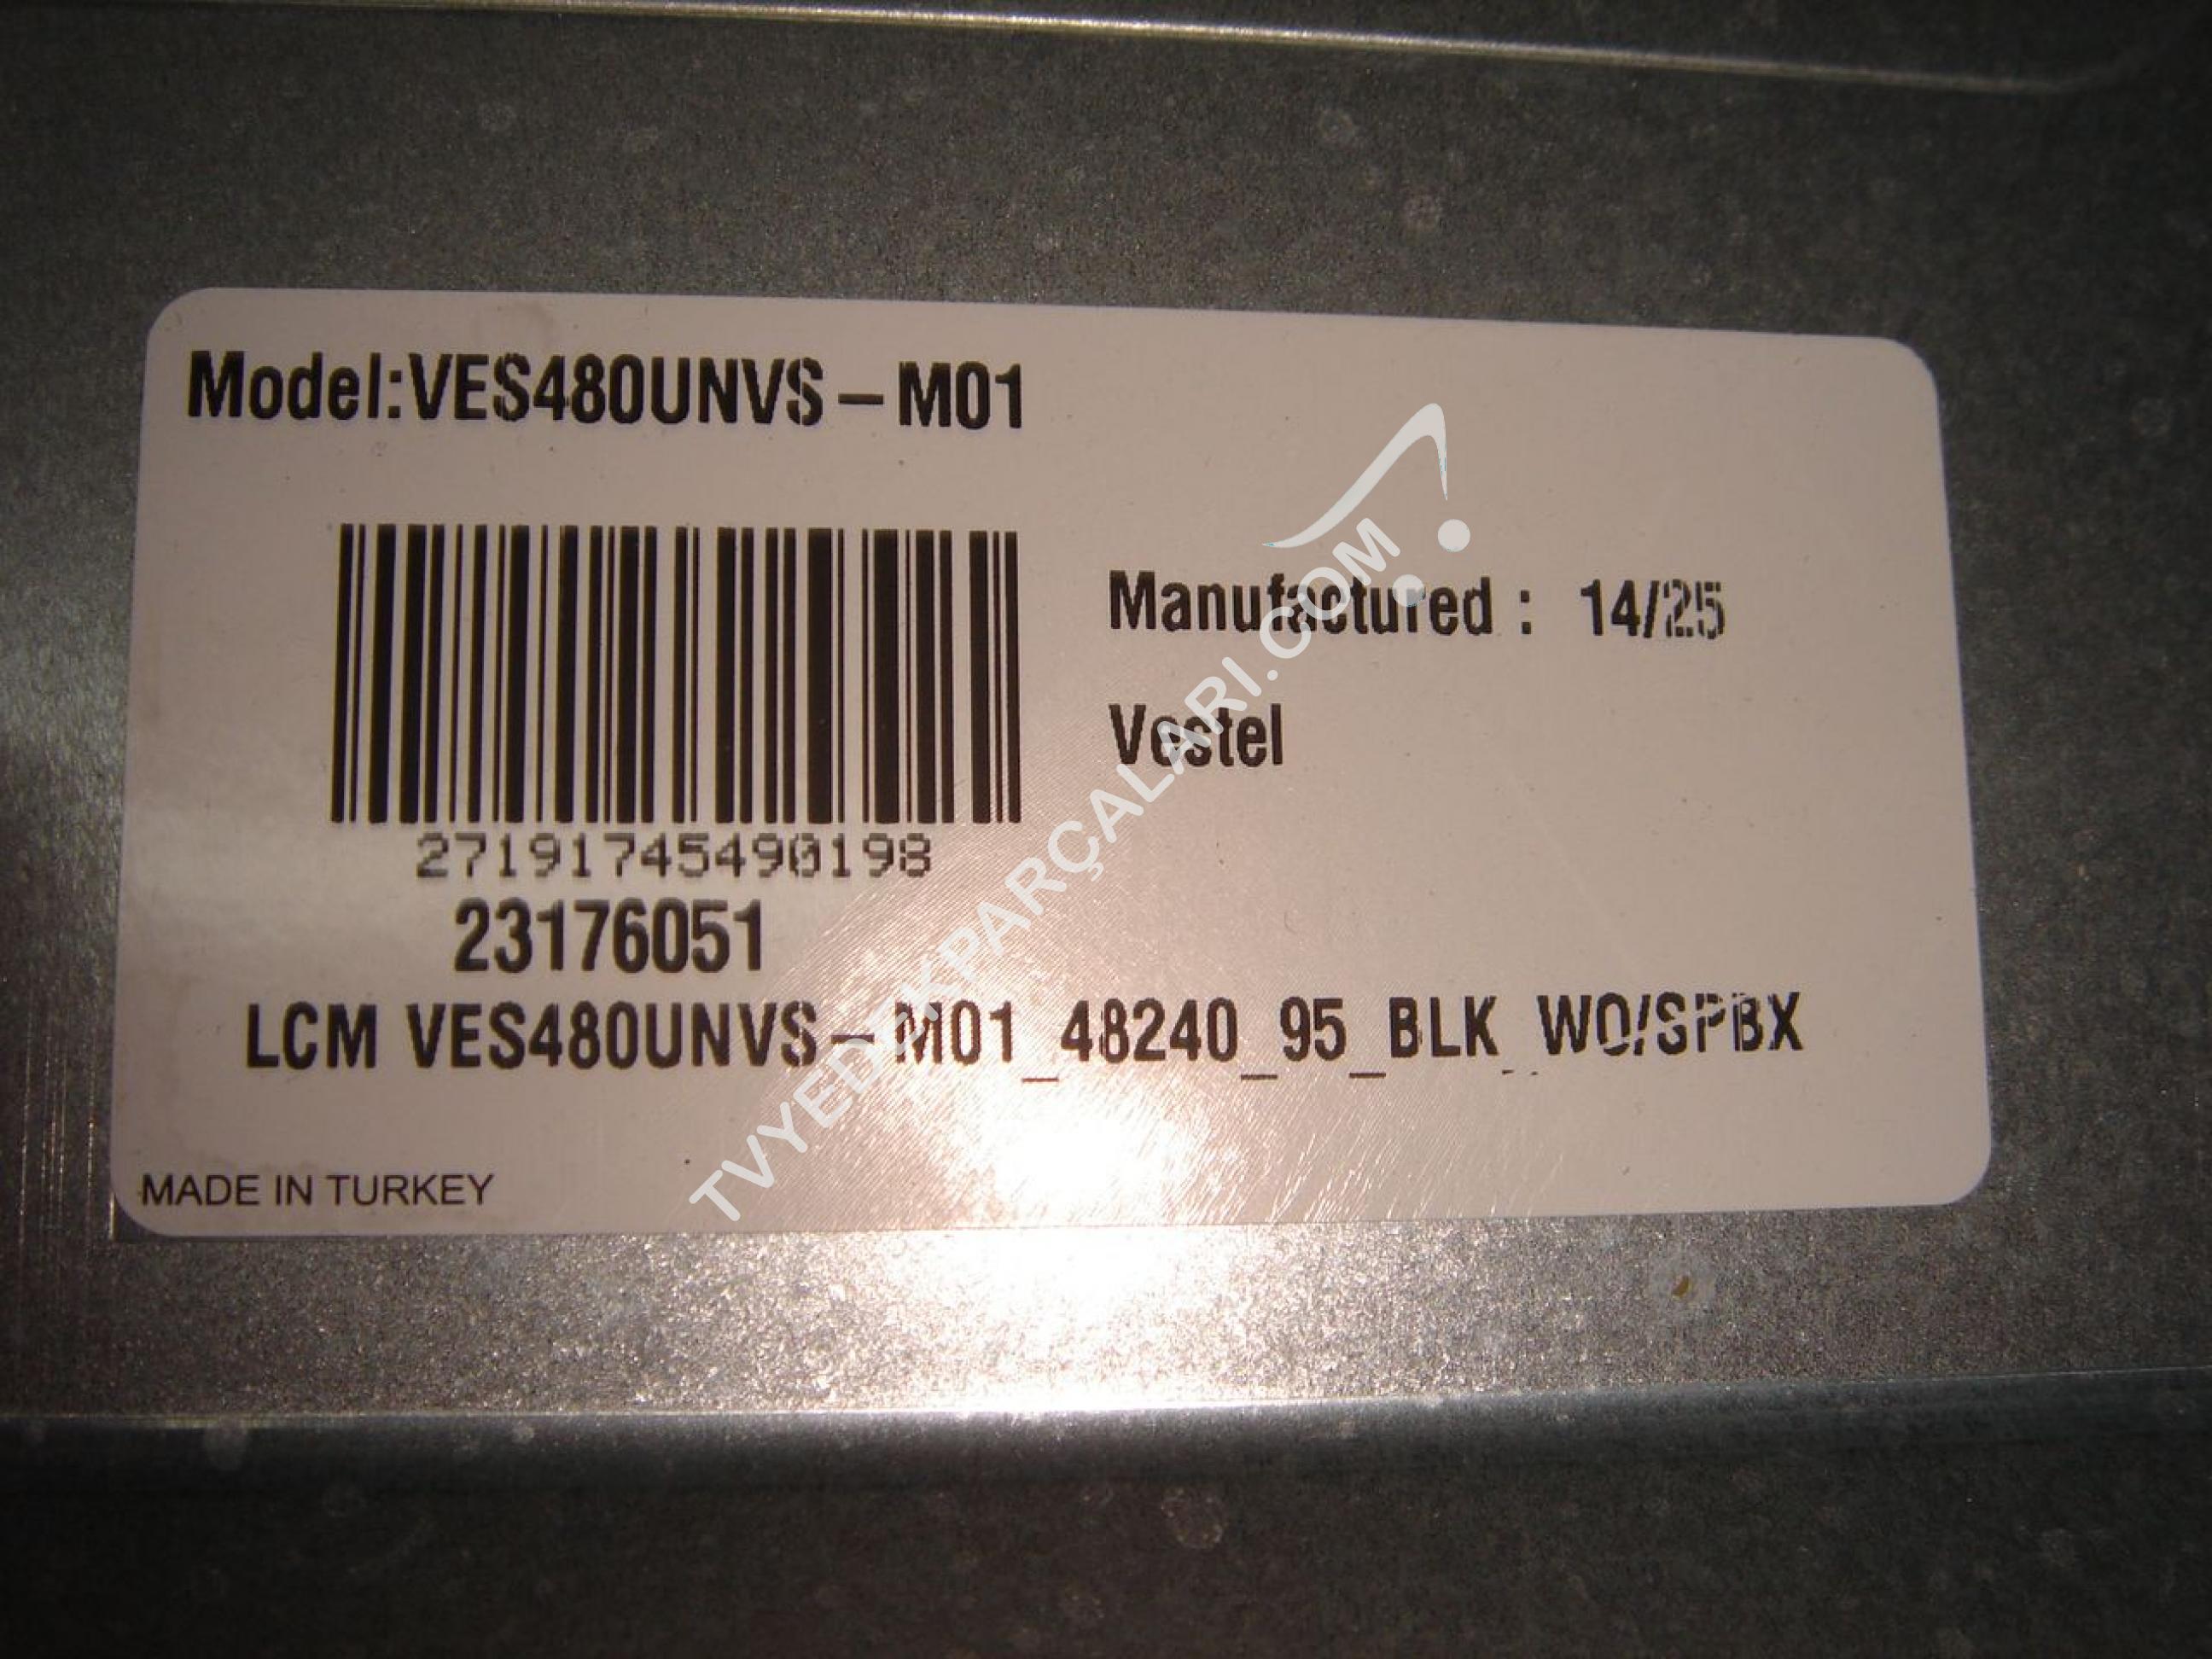 Model:VES480UNVS-M01
Manufactured : 14/25
Vestel
27191745490198
23176051
LCM VES480UNVS-M01_48240_95_BLK_WO/SPBX
MADE IN TURKEY
TVYEDEKPARÇALARI.COM